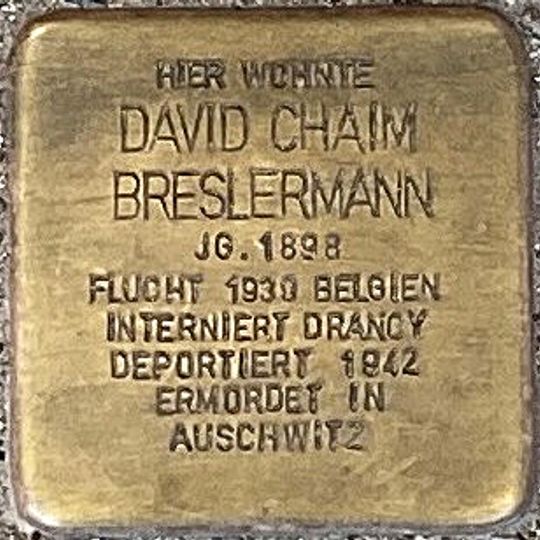 HIER WOHNTE
DAVID CHAIM
BRESLERMANN
JG. 1898
FLUCHT 1930 BELGIEN
INTERNIERT DRANCY
DEPORTIERT 1942
ERMORDET IN
AUSCHWITZ